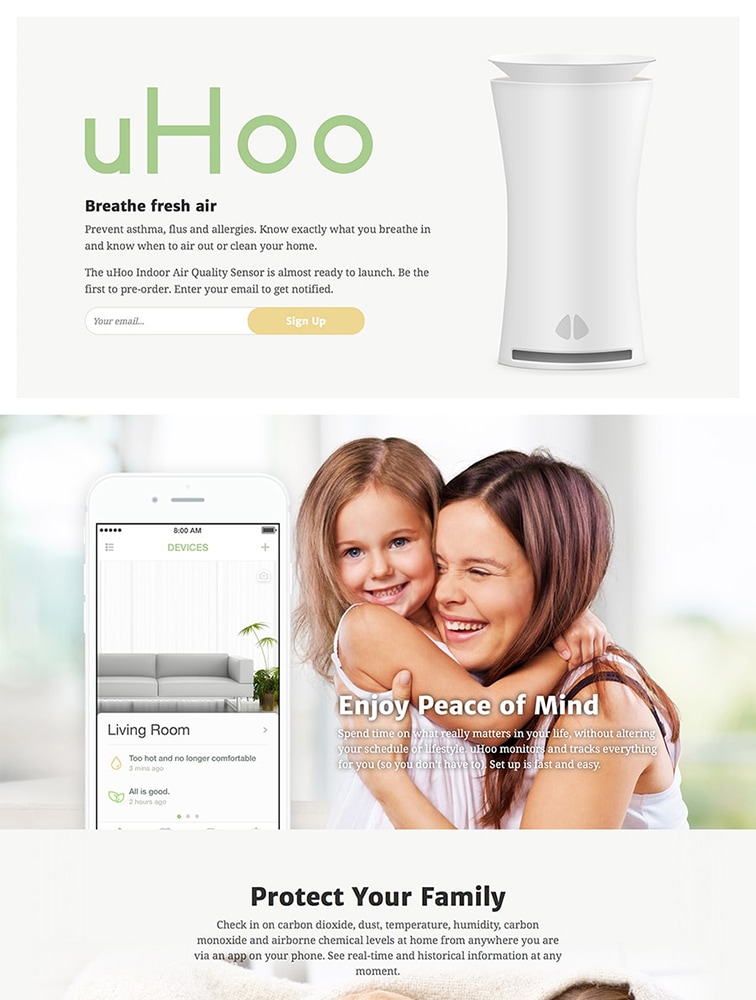 uHoo
Breathe fresh air
Prevent asthma, flus and allergies. Know exactly what you breathe in
and know when to air out or clean your home.
The uHoo Indoor Air Quality Sensor is almost ready to launch. Be the
first to pre-order. Enter your email to get notified.
Your email...
Sign Up
8:00 AM
DEVICES
Living Room
Too hot and no longer comfortable
3 mins ago
All is good.
2 hours ago
Enjoy Peace of Mind
Spend time on what really matters in your life, without altering
your schedule or lifestyle. uHoo monitors and tracks everything
for you (so you don't have to). Set up is fast and easy.
Protect Your Family
Check in on carbon dioxide, dust, temperature, humidity, carbon
monoxide and airborne chemical levels at home from anywhere you are
via an app on your phone. See real-time and historical information at any
moment.